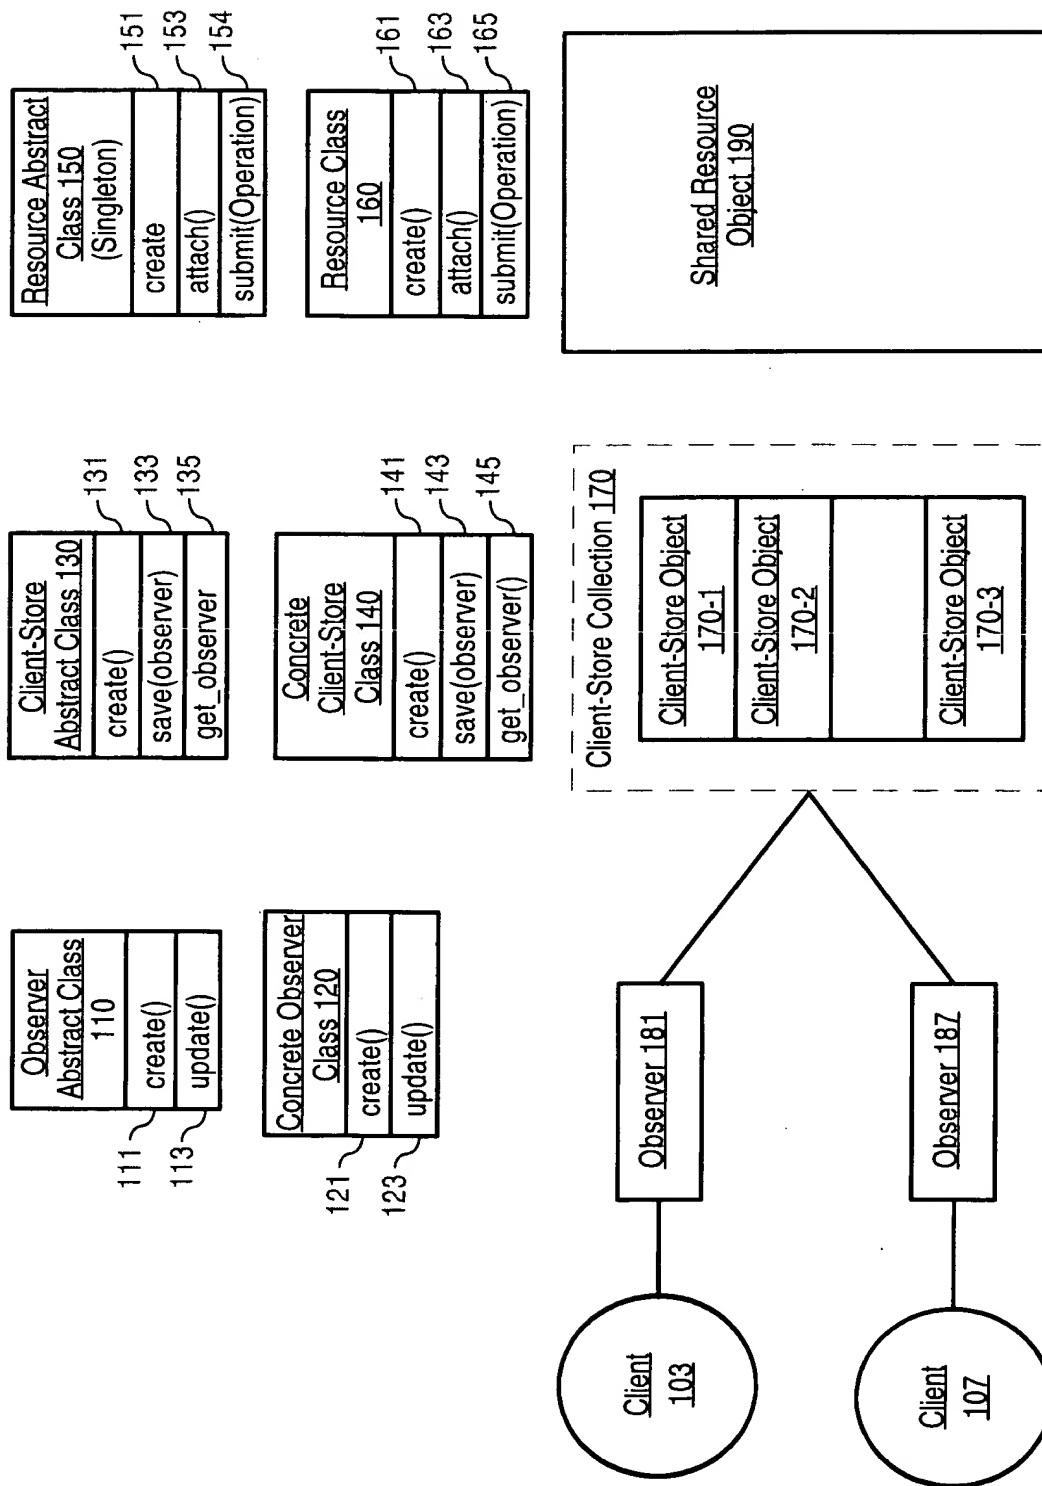 Observer
Abstract Class
110
create()
update()
111
113
Client-Store
Abstract Class 130
create()
save(observer)
get_observer
131
133
135
Resource Abstract
Class 150
(Singleton)
create
attach()
submit(Operation)
151
153
154
Concrete Observer
Class 120
create()
update()
121
123
Concrete
Client-Store
Class 140
create()
save(observer)
get_observer()
141
143
145
Resource Class
160
create()
attach()
submit(Operation)
161
163
165
Client
103
Observer 181
Client
107
Observer 187
Client-Store Collection 170
Client-Store Object
170-1
Client-Store Object
170-2
Client-Store Object
170-3
Shared Resource
Object 190